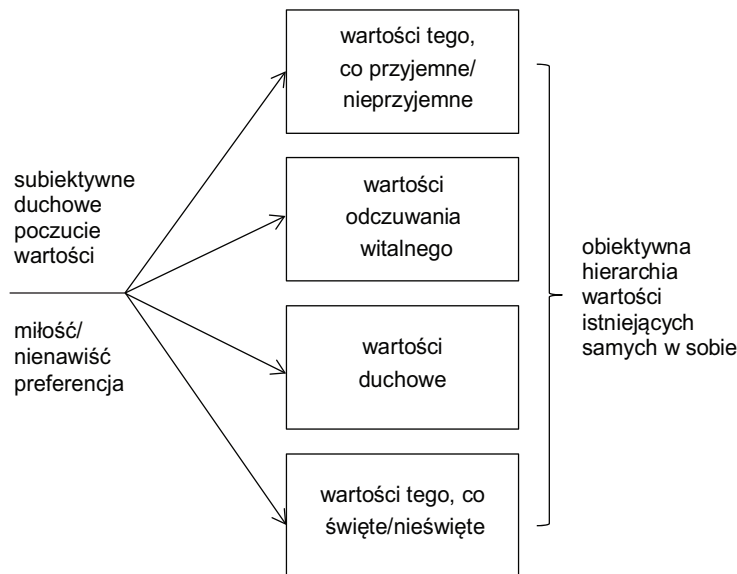 subiektywne
duchowe
poczucie
wartości
miłość/
nienawiść
preferencja
wartości tego,
co przyjemne/
nieprzyjemne
wartości
odczuwania
witalnego
wartości
duchowe
wartości tego, co
święte/nieświęte
obiektywna
hierarchia
wartości
istniejących
samych w sobie